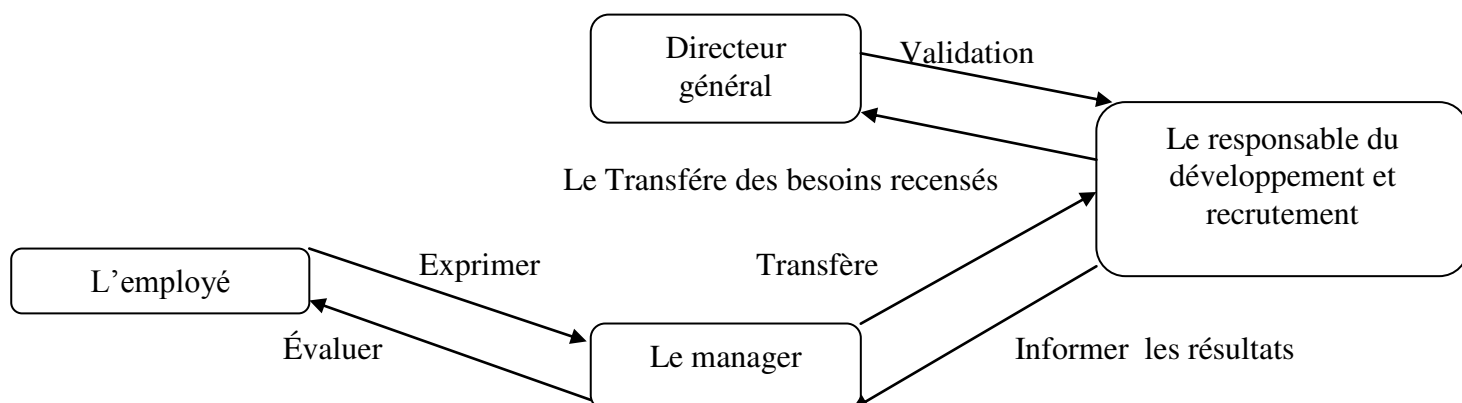 Directeur
général
Validation
Le responsable du
développement et
recrutement
Le Transfére des besoins recensés
L’employé
Exprimer
Transfère
Évaluer
Le manager
Informer les résultats